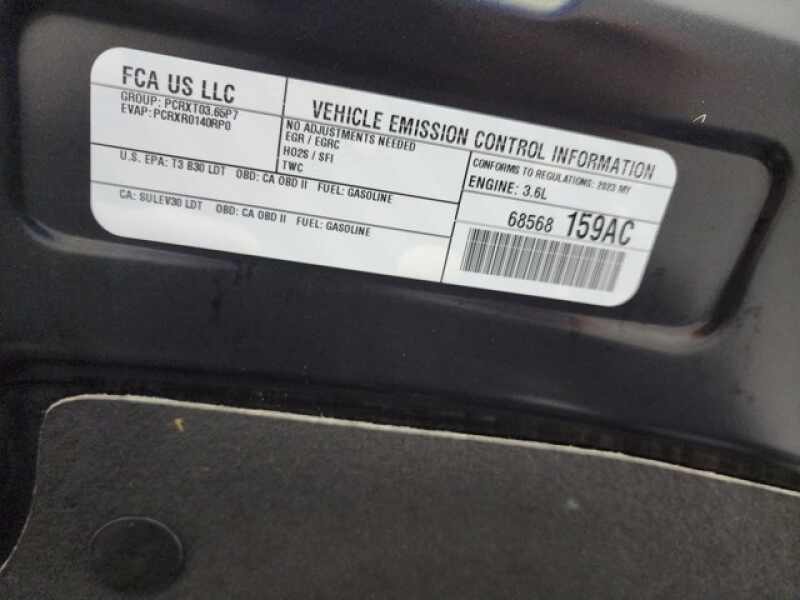 FCA US LLC
GROUP: PCRXT03.65P7
EVAP: PCRXR0140RP0
U.S. EPA: T3 B30 LDT OBD: CA OBD II FUEL: GASOLINE
CA: SULEV30 LDT OBD: CA OBD II FUEL: GASOLINE
VEHICLE EMISSION CONTROL INFORMATION
NO ADJUSTMENTS NEEDED
EGR / EGRC
HO2S / SFI
TWC
CONFORMS TO REGULATIONS: 2023 MY
ENGINE: 3.6L
68568 159AC